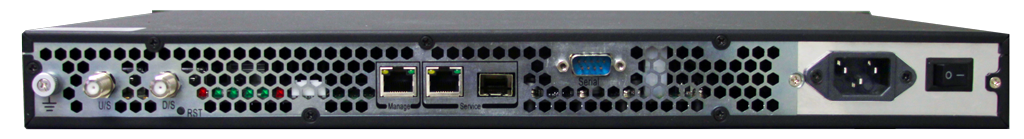 Serial
U/S
D/S
RST
Manage
Service